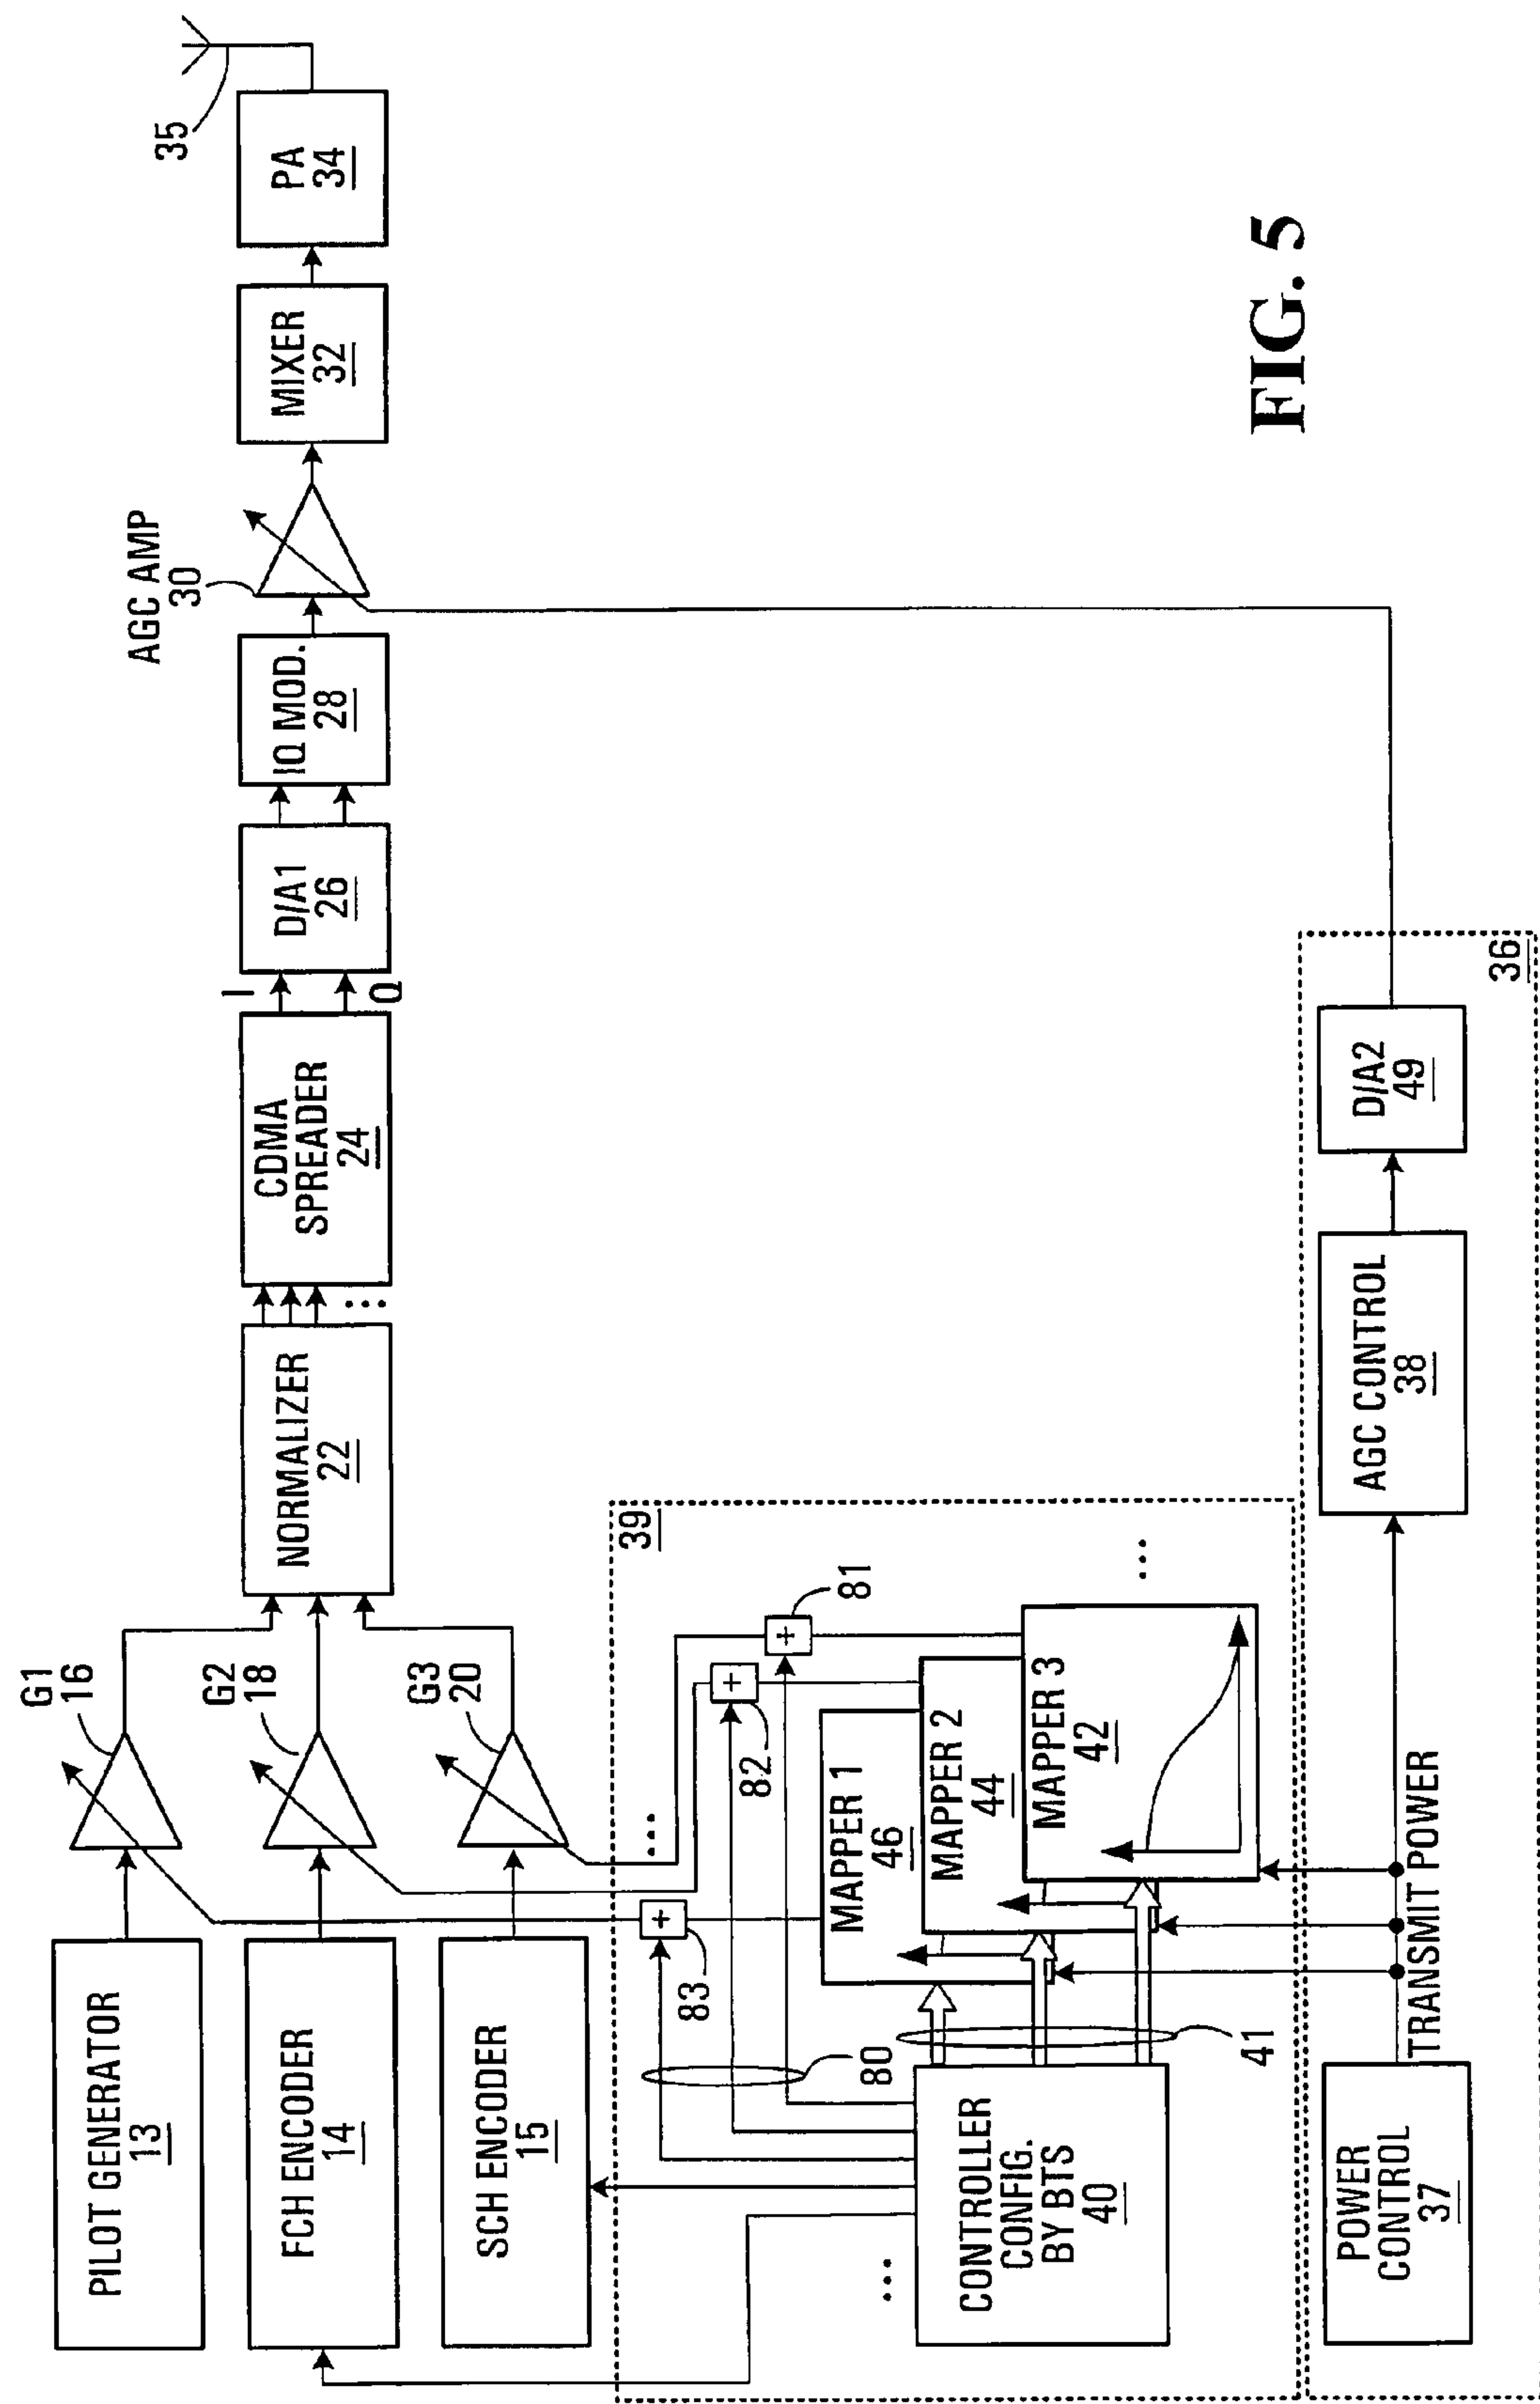 PILOT GENERATOR
13
G1
16
FCH ENCODER
14
G2
18
SCH ENCODER
15
G3
20
NORMALIZER
22
...
CDMA
SPREADER
24
I
Q
D/A1
26
IQ MOD.
28
AGC AMP
30
MIXER
32
PA
34
35
39
...
83
+
82
+
81
+
80
MAPPER 1
46
MAPPER 2
44
MAPPER 3
42
...
...
CONTROLLER
CONFIG.
BY BTS
40
41
POWER
CONTROL
37
TRANSMIT POWER
AGC CONTROL
38
D/A2
49
36
FIG. 5